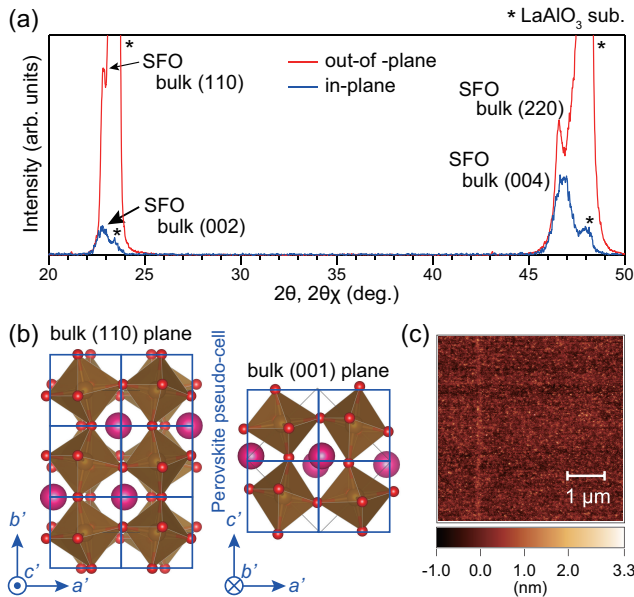 (a)
* LaAlO3 sub.
Intensity (arb. units)
SFO
bulk (110)
*
out-of -plane
in-plane
*
SFO
bulk (220)
SFO
bulk (004)
SFO
bulk (002)
*
*
20 25 30 35 40 45 50
2θ, 2θχ (deg.)
(b) bulk (110) plane
Perovskite pseudo-cell
bulk (001) plane
(c)
b'
c'
a'
c'
b'
a'
1 μm
-1.0 0.0 1.0 2.0 3.3
(nm)